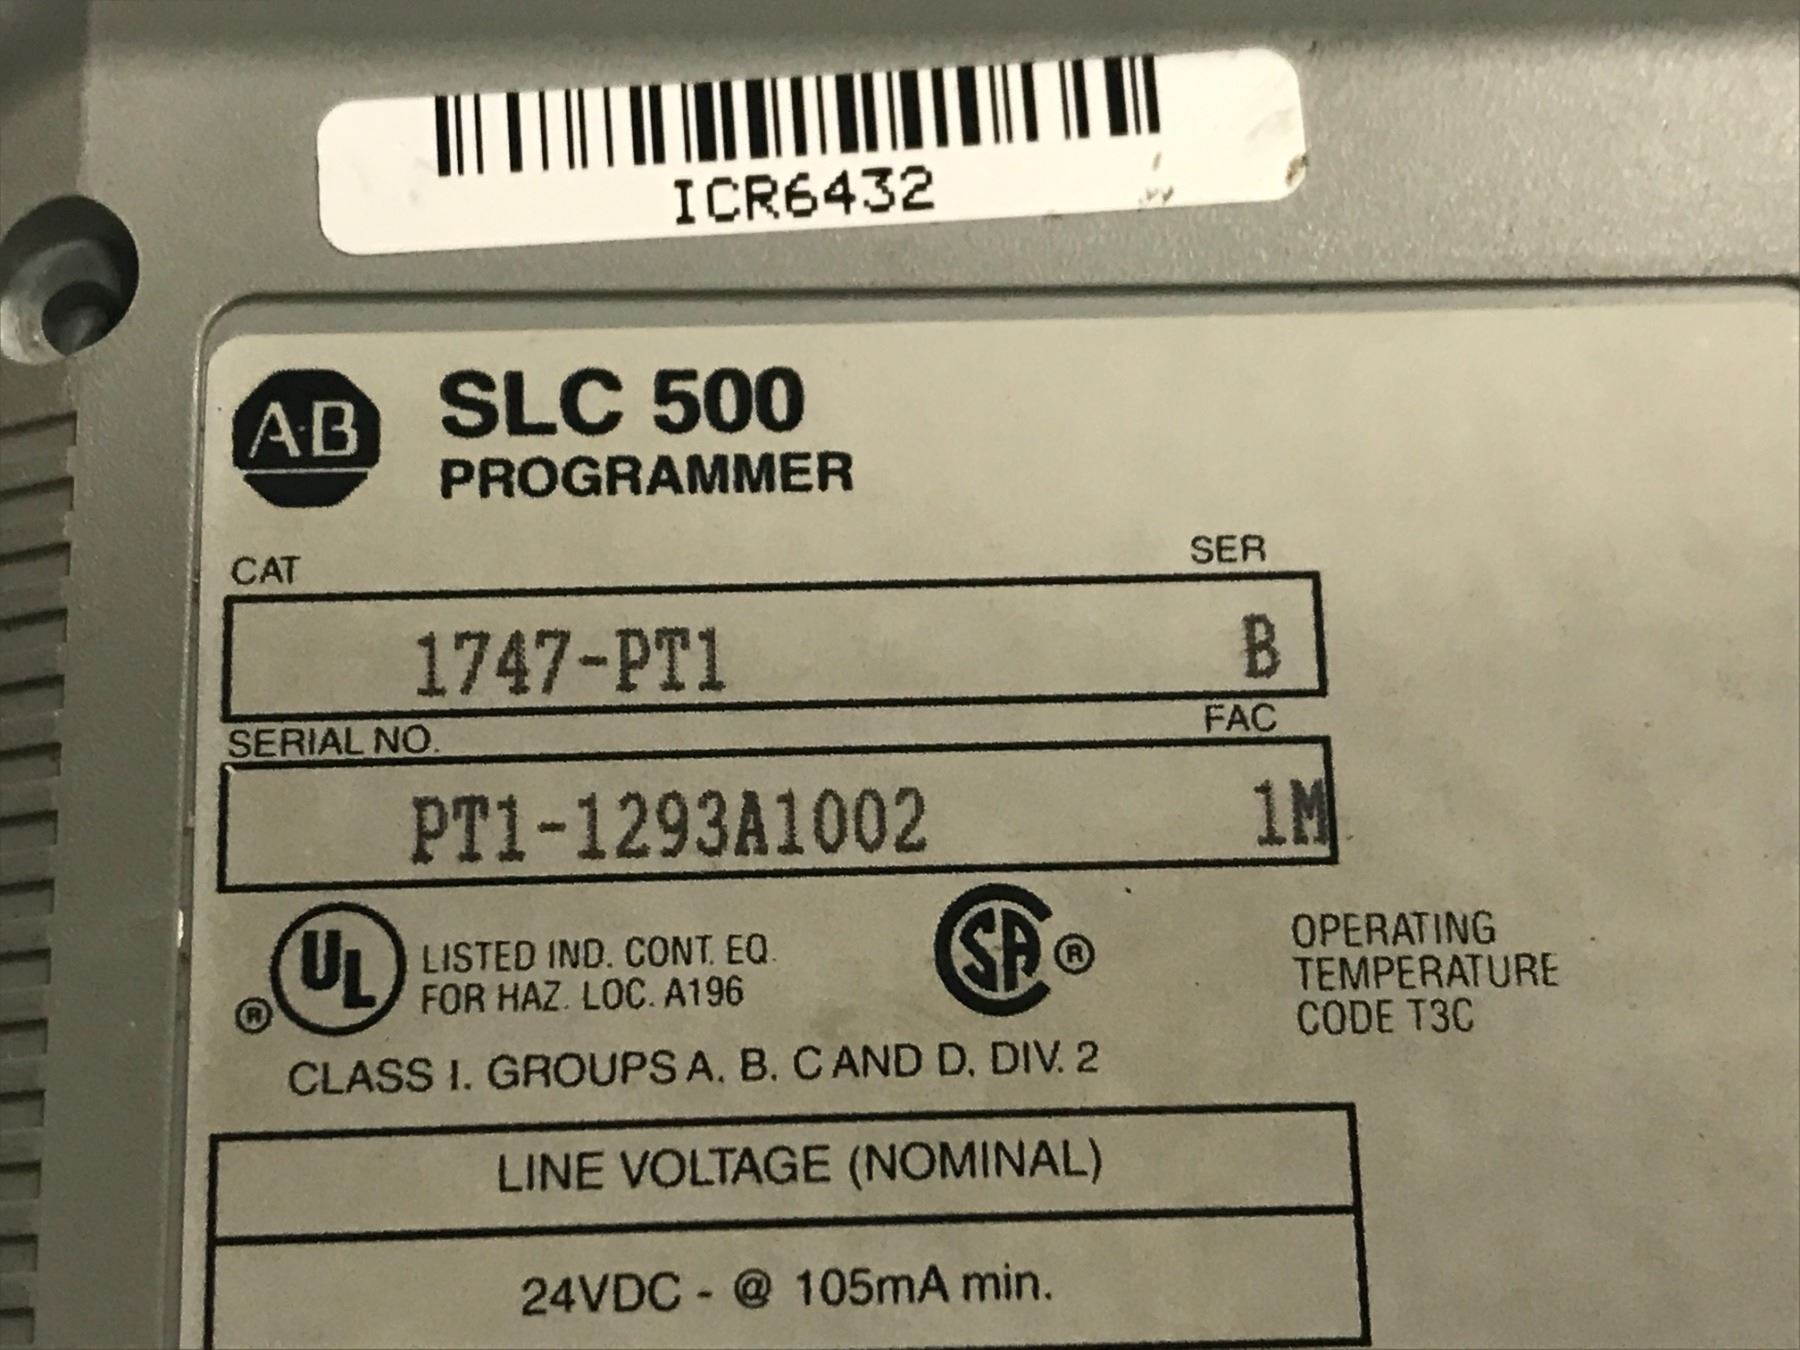 ICR6432
A·B
SLC 500
PROGRAMMER
CAT SER
1747-PT1 B
SERIAL NO. FAC
PT1-1293A1002 1M
UL ® LISTED IND. CONT. EQ.
FOR HAZ. LOC. A196
SA ®
OPERATING
TEMPERATURE
CODE T3C
CLASS I. GROUPS A. B. C AND D. DIV. 2
LINE VOLTAGE (NOMINAL)
24VDC - @ 105mA min.